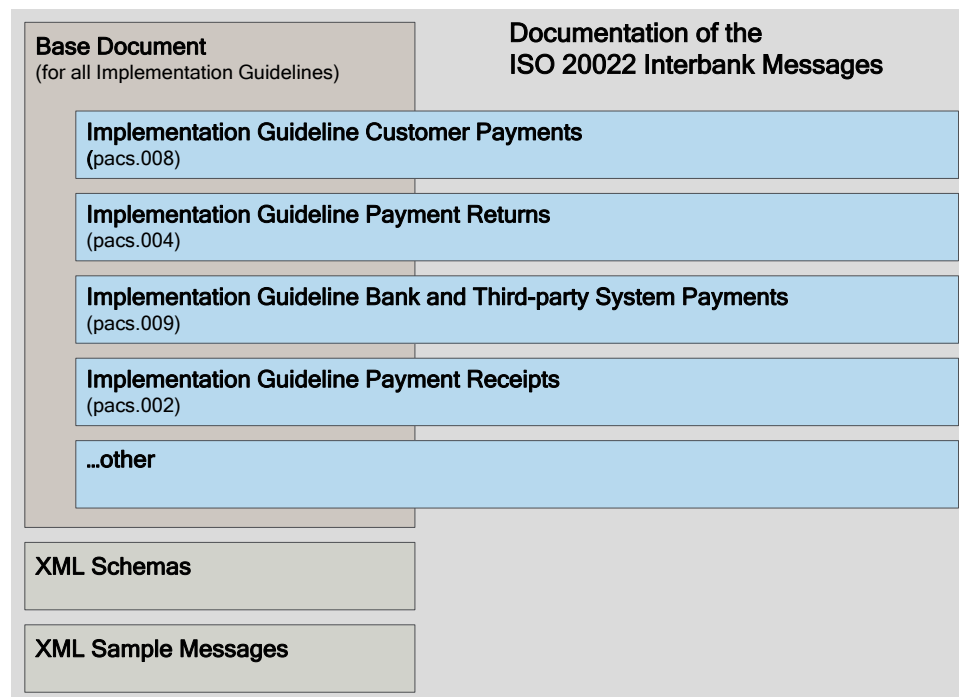 Documentation of the
ISO 20022 Interbank Messages
Base Document
(for all Implementation Guidelines)
Implementation Guideline Customer Payments
(pacs.008)
Implementation Guideline Payment Returns
(pacs.004)
Implementation Guideline Bank and Third-party System Payments
(pacs.009)
Implementation Guideline Payment Receipts
(pacs.002)
...other
XML Schemas
XML Sample Messages